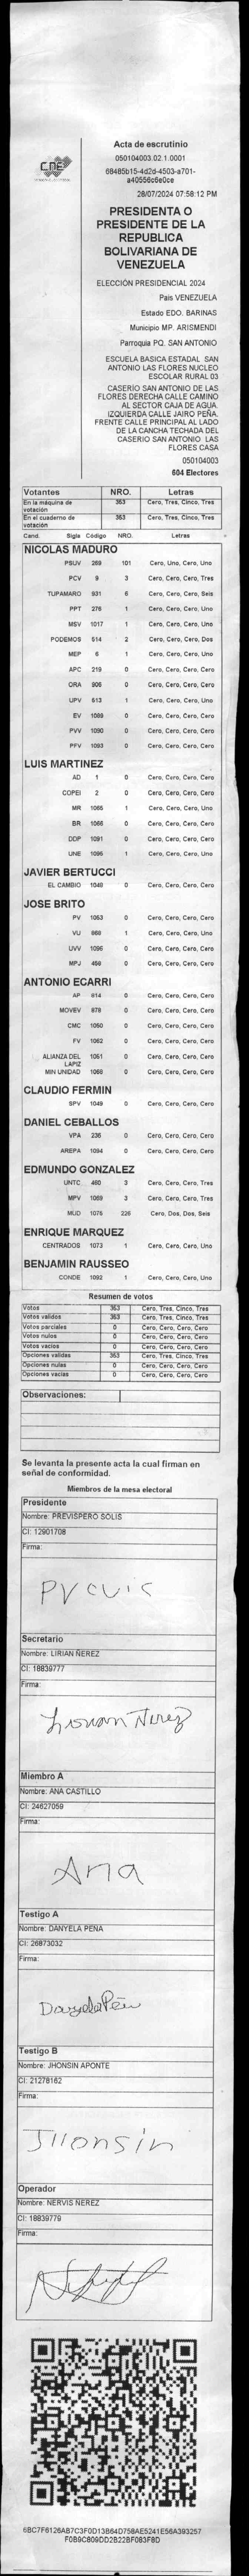 CNE
Acta de escrutinio
050104003.02.1.0001
68485b15-4d2d-4503-a701-
a40556c6e0ce
28/07/2024 07:58:12 PM
PRESIDENTA O
PRESIDENTE DE LA
REPUBLICA
BOLIVARIANA DE
VENEZUELA
ELECCIÓN PRESIDENCIAL 2024
Pais VENEZUELA
Estado EDO. BARINAS
Municipio MP. ARISMENDI
Parroquia PQ. SAN ANTONIO
ESCUELA BASICA ESTADAL SAN
ANTONIO LAS FLORES NUCLEO
ESCOLAR RURAL 03
CASERÍO SAN ANTONIO DE LAS
FLORES DERECHA CALLE CAMINO
AL SECTOR CAJA DE AGUA.
IZQUIERDA CALLE JAIRO PEÑA.
FRENTE CALLE PRINCIPAL AL LADO
DE LA CANCHA TECHADA DEL
CASERIO SAN ANTONIO LAS
FLORES CASA
050104003
604 Electores
Votantes NRO. Letras
En la máquina de votación 353 Cero, Tres, Cinco, Tres
En el cuaderno de votación 353 Cero, Tres, Cinco, Tres
Cand. Sigla Código NRO. Letras
NICOLAS MADURO
PSUV 269 101 Cero, Uno, Cero, Uno
PCV 9 3 Cero, Cero, Cero, Tres
TUPAMARO 931 6 Cero, Cero, Cero, Seis
PPT 276 1 Cero, Cero, Cero, Uno
MSV 1017 1 Cero, Cero, Cero, Uno
PODEMOS 514 2 Cero, Cero, Cero, Dos
MEP 6 1 Cero, Cero, Cero, Uno
APC 219 0 Cero, Cero, Cero, Cero
ORA 906 0 Cero, Cero, Cero, Cero
UPV 613 1 Cero, Cero, Cero, Uno
EV 1089 0 Cero, Cero, Cero, Cero
PVV 1090 0 Cero, Cero, Cero, Cero
PFV 1093 0 Cero, Cero, Cero, Cero
LUIS MARTINEZ
AD 1 0 Cero, Cero, Cero, Cero
COPEI 2 0 Cero, Cero, Cero, Cero
MR 1065 1 Cero, Cero, Cero, Uno
BR 1066 0 Cero, Cero, Cero, Cero
DDP 1091 0 Cero, Cero, Cero, Cero
UNE 1095 1 Cero, Cero, Cero, Uno
JAVIER BERTUCCI
EL CAMBIO 1048 0 Cero, Cero, Cero, Cero
JOSE BRITO
PV 1053 0 Cero, Cero, Cero, Cero
VU 868 1 Cero, Cero, Cero, Uno
UVV 1096 0 Cero, Cero, Cero, Cero
MPJ 459 0 Cero, Cero, Cero, Cero
ANTONIO ECARRI
AP 814 0 Cero, Cero, Cero, Cero
MOVEV 878 0 Cero, Cero, Cero, Cero
CMC 1050 0 Cero, Cero, Cero, Cero
FV 1062 0 Cero, Cero, Cero, Cero
ALIANZA DEL LAPIZ 1051 0 Cero, Cero, Cero, Cero
MIN UNIDAD 1058 0 Cero, Cero, Cero, Cero
CLAUDIO FERMIN
SPV 1049 0 Cero, Cero, Cero, Cero
DANIEL CEBALLOS
VPA 236 0 Cero, Cero, Cero, Cero
AREPA 1094 0 Cero, Cero, Cero, Cero
EDMUNDO GONZALEZ
UNTC 460 3 Cero, Cero, Cero, Tres
MPV 1069 3 Cero, Cero, Cero, Tres
MUD 1076 226 Cero, Dos, Dos, Seis
ENRIQUE MARQUEZ
CENTRADOS 1073 1 Cero, Cero, Cero, Uno
BENJAMIN RAUSSEO
CONDE 1092 1 Cero, Cero, Cero, Uno
Resumen de votos
Votos 353 Cero, Tres, Cinco, Tres
Votos validos 353 Cero, Tres, Cinco, Tres
Votos parciales 0 Cero, Cero, Cero, Cero
Votos nulos 0 Cero, Cero, Cero, Cero
Votos vacios 0 Cero, Cero, Cero, Cero
Opciones validas 353 Cero, Tres, Cinco, Tres
Opciones nulas 0 Cero, Cero, Cero, Cero
Opciones vacias 0 Cero, Cero, Cero, Cero
Observaciones:
Se levanta la presente acta la cual firman en
señal de conformidad.
Miembros de la mesa electoral
Presidente
Nombre: PREVISPERO SOLIS
CI: 12901708
Firma:
Secretario
Nombre: LIRIAN ÑEREZ
CI: 18839777
Firma:
Miembro A
Nombre: ANA CASTILLO
CI: 24627059
Firma:
Ana
Testigo A
Nombre: DANYELA PEÑA
CI: 26873032
Firma:
Danyela Peña
Testigo B
Nombre: JHONSIN APONTE
CI: 21278162
Firma:
Jhonsin
Operador
Nombre: NERVIS NEREZ
CI: 18839779
Firma:
6BC7F6126AB7C3F0D13B64D758AE5241E56A393257
F0B9C809DD2B22BF083F8D